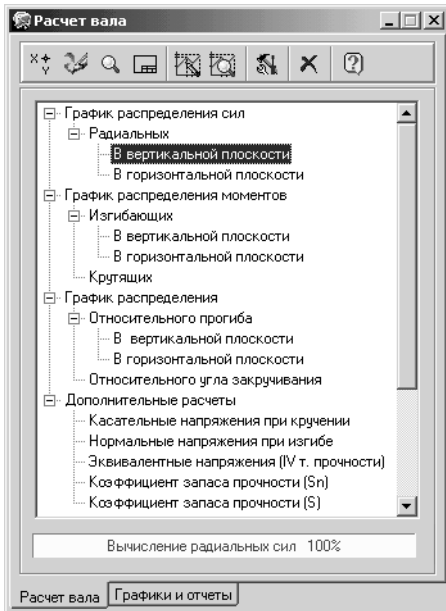 Расчет вала
График распределения сил
Радиальных
В вертикальной плоскости
В горизонтальной плоскости
График распределения моментов
Изгибающих
В вертикальной плоскости
В горизонтальной плоскости
Крутящих
График распределения
Относительного прогиба
В вертикальной плоскости
В горизонтальной плоскости
Относительного угла закручивания
Дополнительные расчеты
Касательные напряжения при кручении
Нормальные напряжения при изгибе
Эквивалентные напряжения (IV т. прочности)
Коэффициент запаса прочности (Sn)
Коэффициент запаса прочности (S)
Вычисление радиальных сил 100%
Расчет вала Графики и отчеты